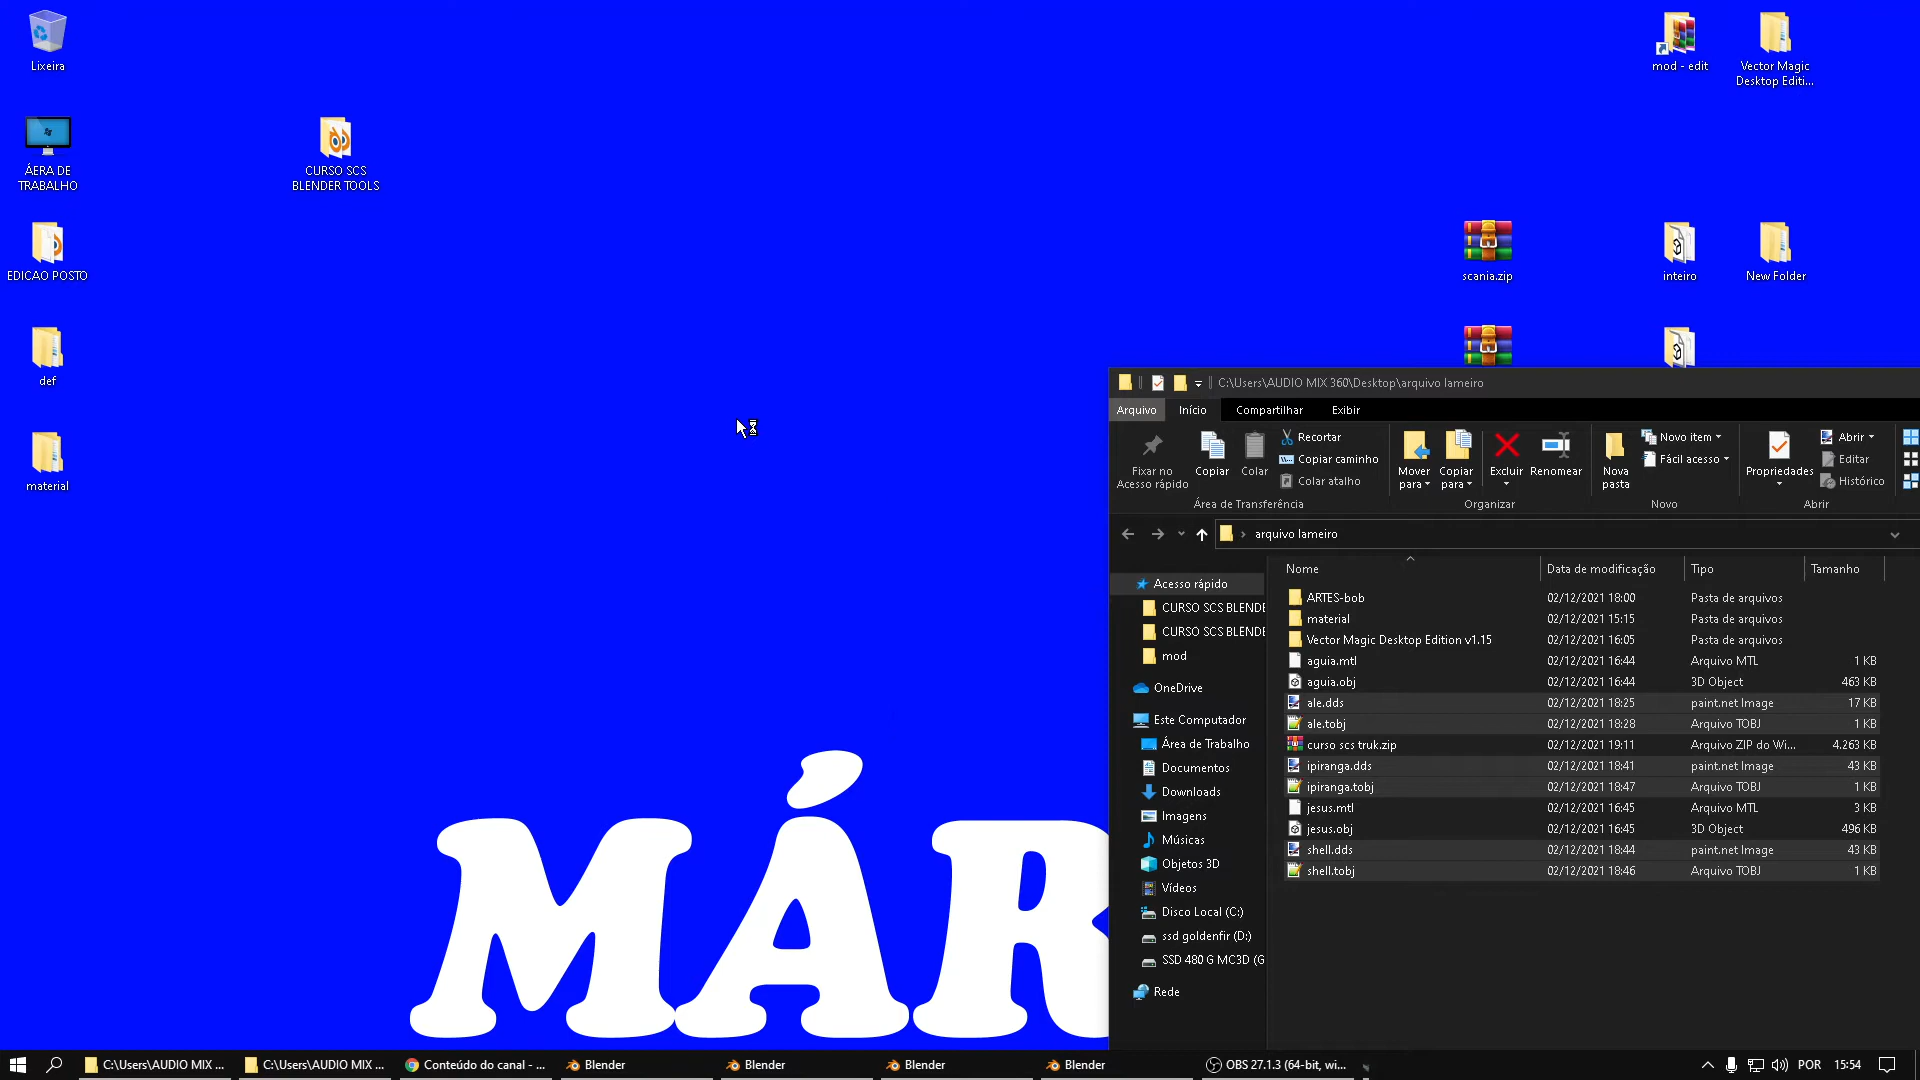 Lixeira
ÁERA DE
TRABALHO
EDICAO POSTO
def
material
CURSO SCS
BLENDER TOOLS
mod - edit
Vector Magic
Desktop Editi...
scania.zip
inteiro
New Folder
MÁR
C:\Users\AUDIO MIX 360\Desktop\arquivo lameiro
Arquivo Início Compartilhar Exibir
Fixar no
Acesso rápido
Copiar
Colar
Recortar
Copiar caminho
Colar atalho
Área de Transferência
Mover
para
Copiar
para
Excluir
Renomear
Organizar
Nova
pasta
Novo item
Fácil acesso
Novo
Propriedades
Abrir
Editar
Histórico
Abrir
arquivo lameiro
Acesso rápido
CURSO SCS BLENDE
CURSO SCS BLENDE
mod
OneDrive
Este Computador
Área de Trabalho
Documentos
Downloads
Imagens
Músicas
Objetos 3D
Vídeos
Disco Local (C:)
ssd goldenfir (D:)
SSD 480 G MC3D (G
Rede
Nome Data de modificação Tipo Tamanho
ARTES-bob 02/12/2021 18:00 Pasta de arquivos
material 02/12/2021 15:15 Pasta de arquivos
Vector Magic Desktop Edition v1.15 02/12/2021 16:05 Pasta de arquivos
aguia.mtl 02/12/2021 16:44 Arquivo MTL 1 KB
aguia.obj 02/12/2021 16:44 3D Object 463 KB
ale.dds 02/12/2021 18:25 paint.net Image 17 KB
ale.tobj 02/12/2021 18:28 Arquivo TOBJ 1 KB
curso scs truk.zip 02/12/2021 19:11 Arquivo ZIP do Wi... 4.263 KB
ipiranga.dds 02/12/2021 18:41 paint.net Image 43 KB
ipiranga.tobj 02/12/2021 18:47 Arquivo TOBJ 1 KB
jesus.mtl 02/12/2021 16:45 Arquivo MTL 3 KB
jesus.obj 02/12/2021 16:45 3D Object 496 KB
shell.dds 02/12/2021 18:44 paint.net Image 43 KB
shell.tobj 02/12/2021 18:46 Arquivo TOBJ 1 KB
C:\Users\AUDIO MIX ... C:\Users\AUDIO MIX ... Conteúdo do canal - ... Blender Blender Blender Blender OBS 27.1.3 (64-bit, wi... POR 15:54